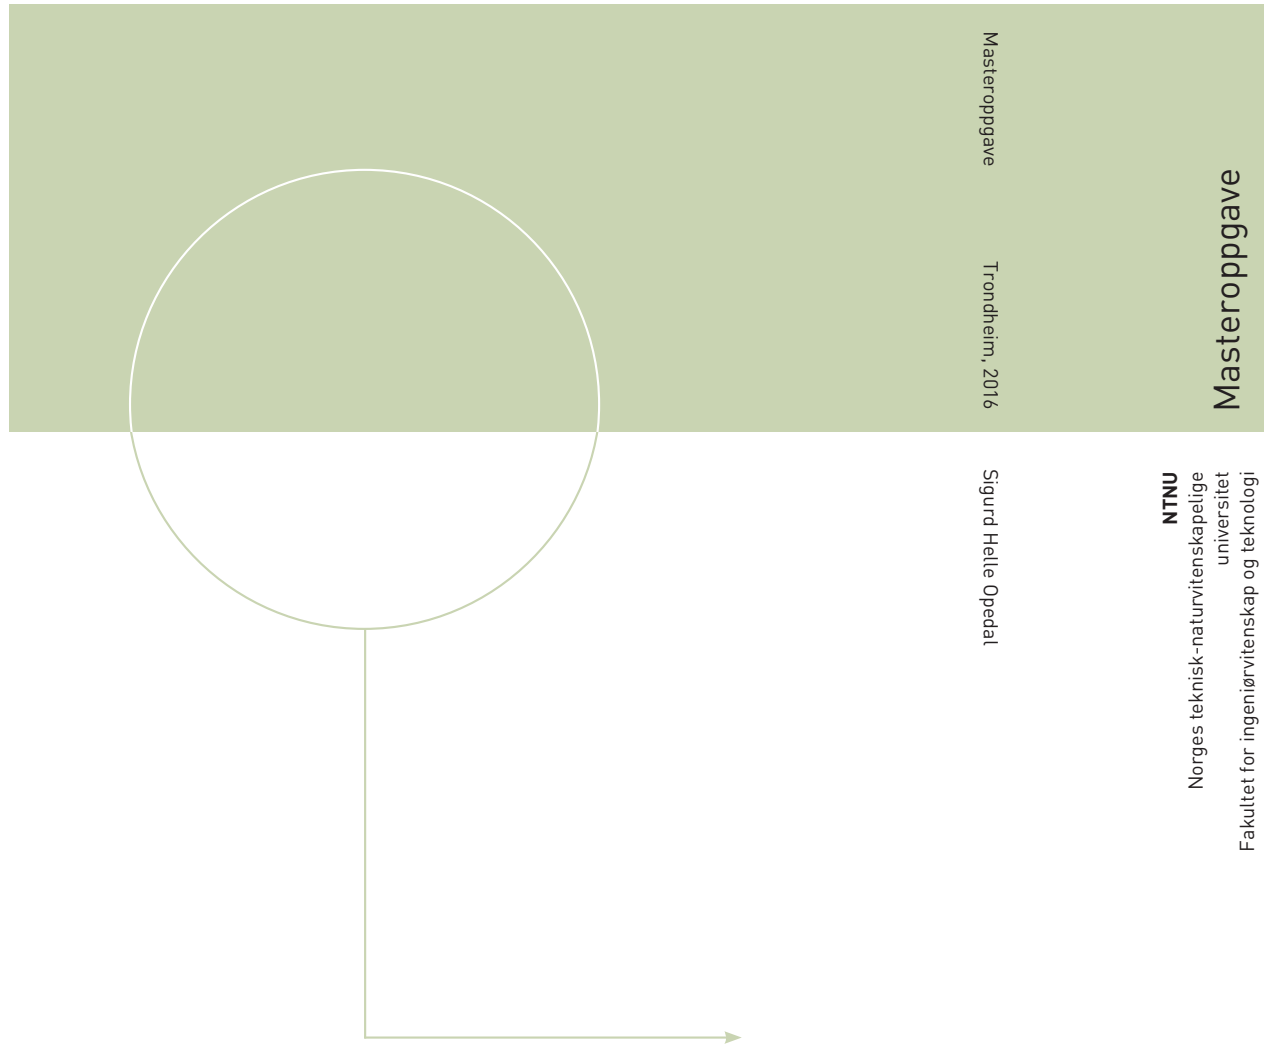 Masteroppgave
Trondheim, 2016
Sigurd Helle Opedal
Masteroppgave
NTNU
Norges teknisk-naturvitenskapelige
universitet
Fakultet for ingeniørvitenskap og teknologi